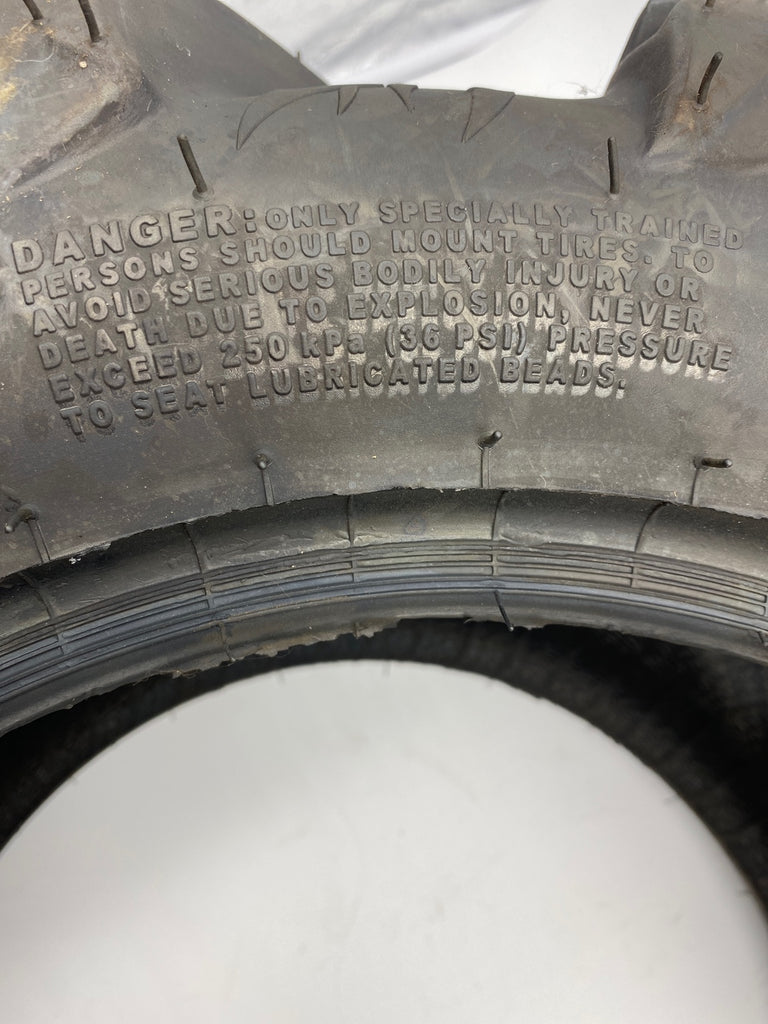 DANGER: ONLY SPECIALLY TRAINED
PERSONS SHOULD MOUNT TIRES. TO
AVOID SERIOUS BODILY INJURY OR
DEATH DUE TO EXPLOSION, NEVER
EXCEED 250 kPa (36 PSI) PRESSURE
TO SEAT LUBRICATED BEADS.